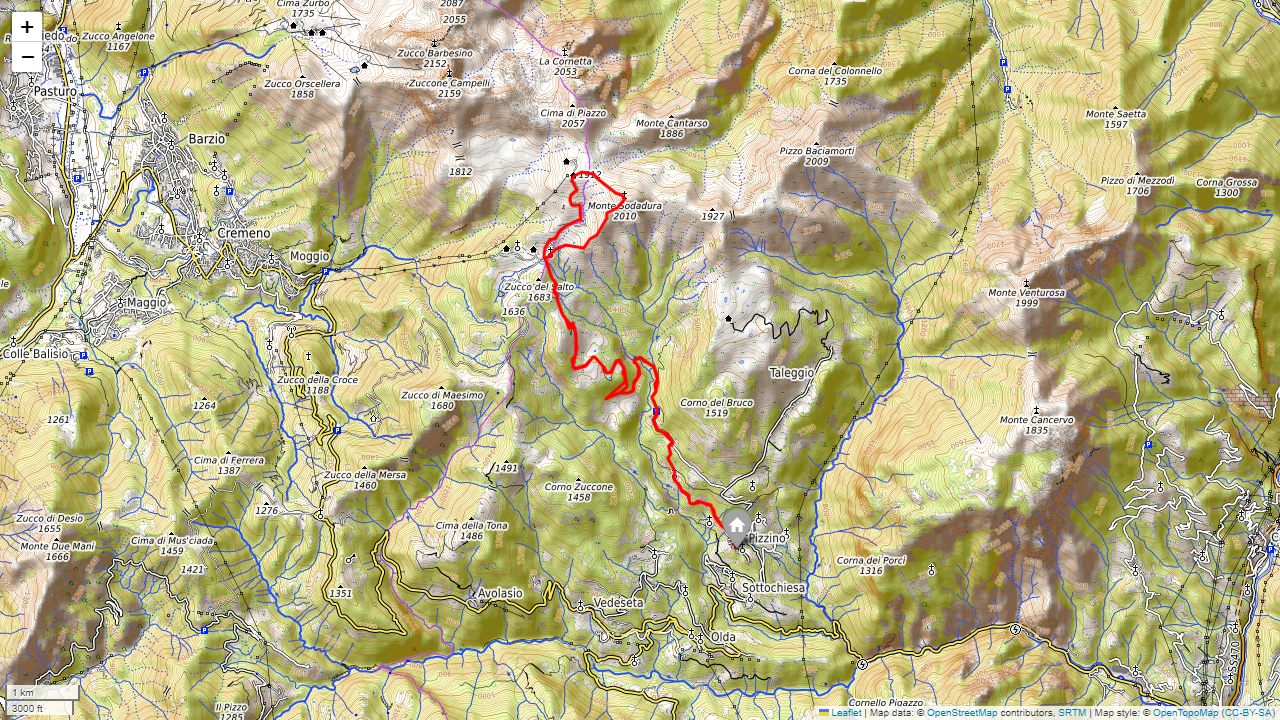 +
−
Cima Zurbo
1735
2087
2055
Zucco Angelone
1167
Zucco Barbesino
2152
La Cornetta
2053
Pasturo
Zucco Orscellera
1858
Zuccone Campelli
2159
Corna del Colonnello
1735
Cima di Piazzo
2057
Monte Cantarso
1886
Monte Saetta
1597
Barzio
Pizzo Baciamorti
2009
1812
1912
Pizzo di Mezzodi
1706
Corna Grossa
1300
Monte Sodadura
2010
1927
Cremeno
Moggio
Zucco del Salto
1683
Monte Venturosa
1999
Maggio
1636
Colle Balisio
Taleggio
Zucco della Croce
1188
Zucco di Maesimo
1680
1264
Corno del Bruco
1519
1261
Monte Cancervo
1835
Cima di Ferrera
1387
1491
Zucco della Mersa
1460
Corno Zuccone
1458
1276
Zucco di Desio
1655
Cima della Tona
1486
Pizzino
Monte Due Mani
1666
Cima di Mus'ciada
1459
1421
Corna dei Porci
1316
1351
Avolasio
Vedeseta
Sottochiesa
Olda
SS470
Il Pizzo
1285
Cornello Pigazzo
1 km
3000 ft
Leaflet | Map data: © OpenStreetMap contributors, SRTM | Map style: © OpenTopoMap (CC-BY-SA)